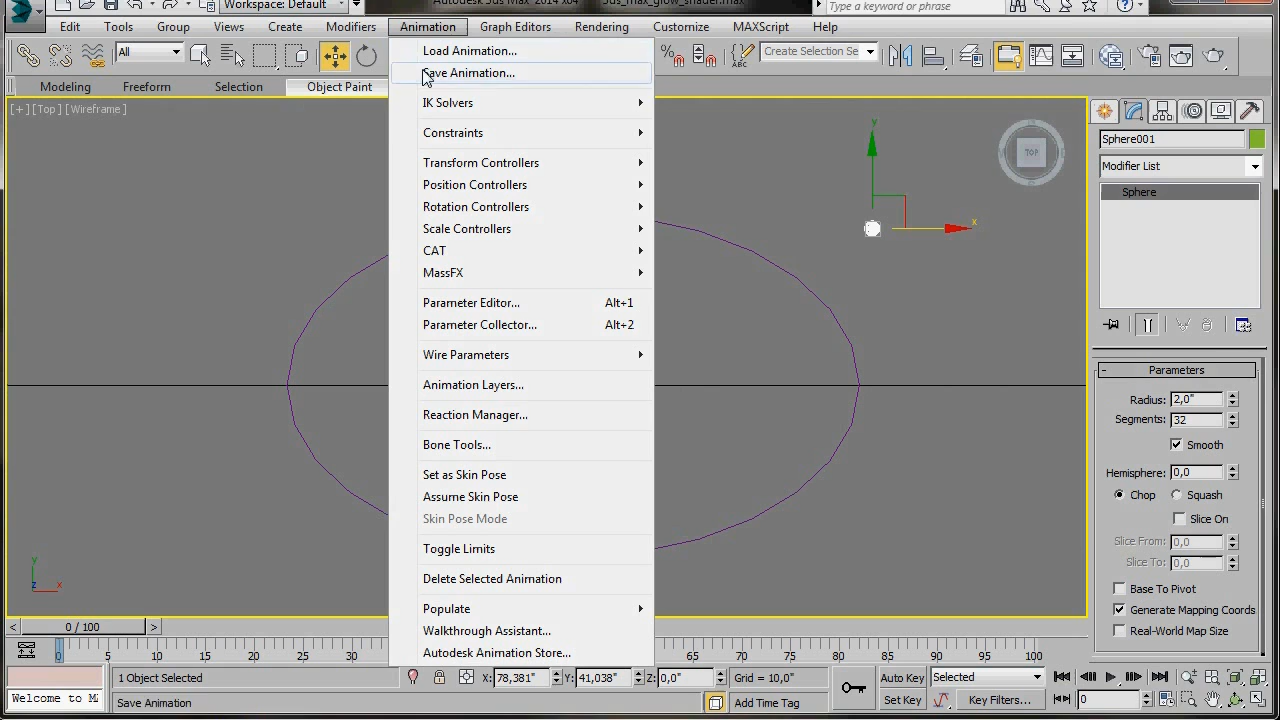 Workspace: Default
Autodesk 3ds Max 2014 x64
3ds_max_glow_shader.max
Type a keyword or phrase
Edit Tools Group Views Create Modifiers Animation Graph Editors Rendering Customize MAXScript Help
All
Create Selection Se
Modeling Freeform Selection Object Paint
[+] [Top] [Wireframe]
Load Animation...
Save Animation...
IK Solvers
Constraints
Transform Controllers
Position Controllers
Rotation Controllers
Scale Controllers
CAT
MassFX
Parameter Editor... Alt+1
Parameter Collector... Alt+2
Wire Parameters
Animation Layers...
Reaction Manager...
Bone Tools...
Set as Skin Pose
Assume Skin Pose
Skin Pose Mode
Toggle Limits
Delete Selected Animation
Populate
Walkthrough Assistant...
Autodesk Animation Store...
y
x
TOP
y
z
x
Sphere001
Modifier List
Sphere
- Parameters
Radius: 2,0"
Segments: 32
Smooth
Hemisphere: 0,0
Chop Squash
Slice On
Slice From: 0,0
Slice To: 0,0
Base To Pivot
Generate Mapping Coords
Real-World Map Size
< 0 / 100 >
0 5 10 15 20 25 30 65 70 75 80 85 90 95 100
1 Object Selected X: 78,381" Y: 41,038" Z: 0,0" Grid = 10,0" Auto Key Selected
Welcome to M Save Animation Add Time Tag Set Key Key Filters... 0